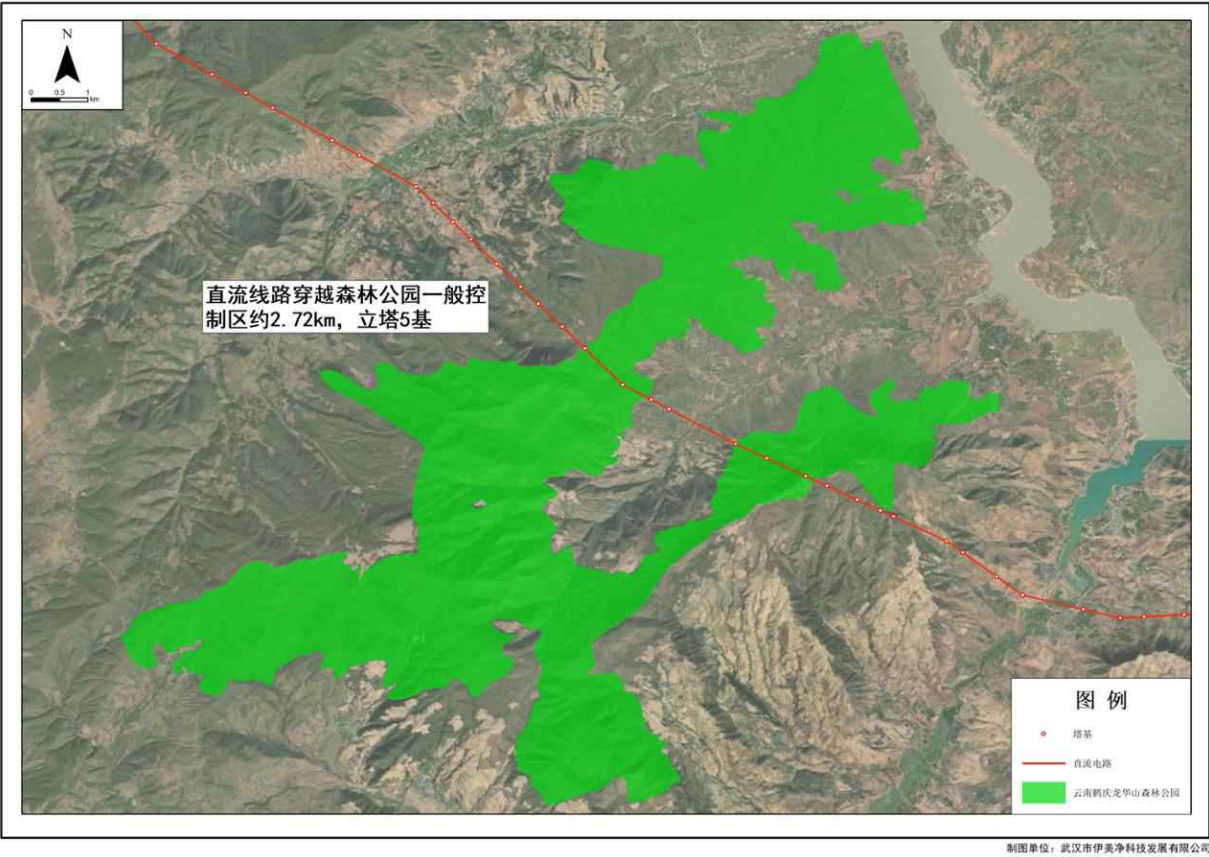 N
0 0.5 1
km
直流线路穿越森林公园一般控
制区约2.72km, 立塔5基
图 例
塔基
直流电路
云南鹤庆龙华山森林公园
制图单位：武汉市伊美净科技发展有限公司